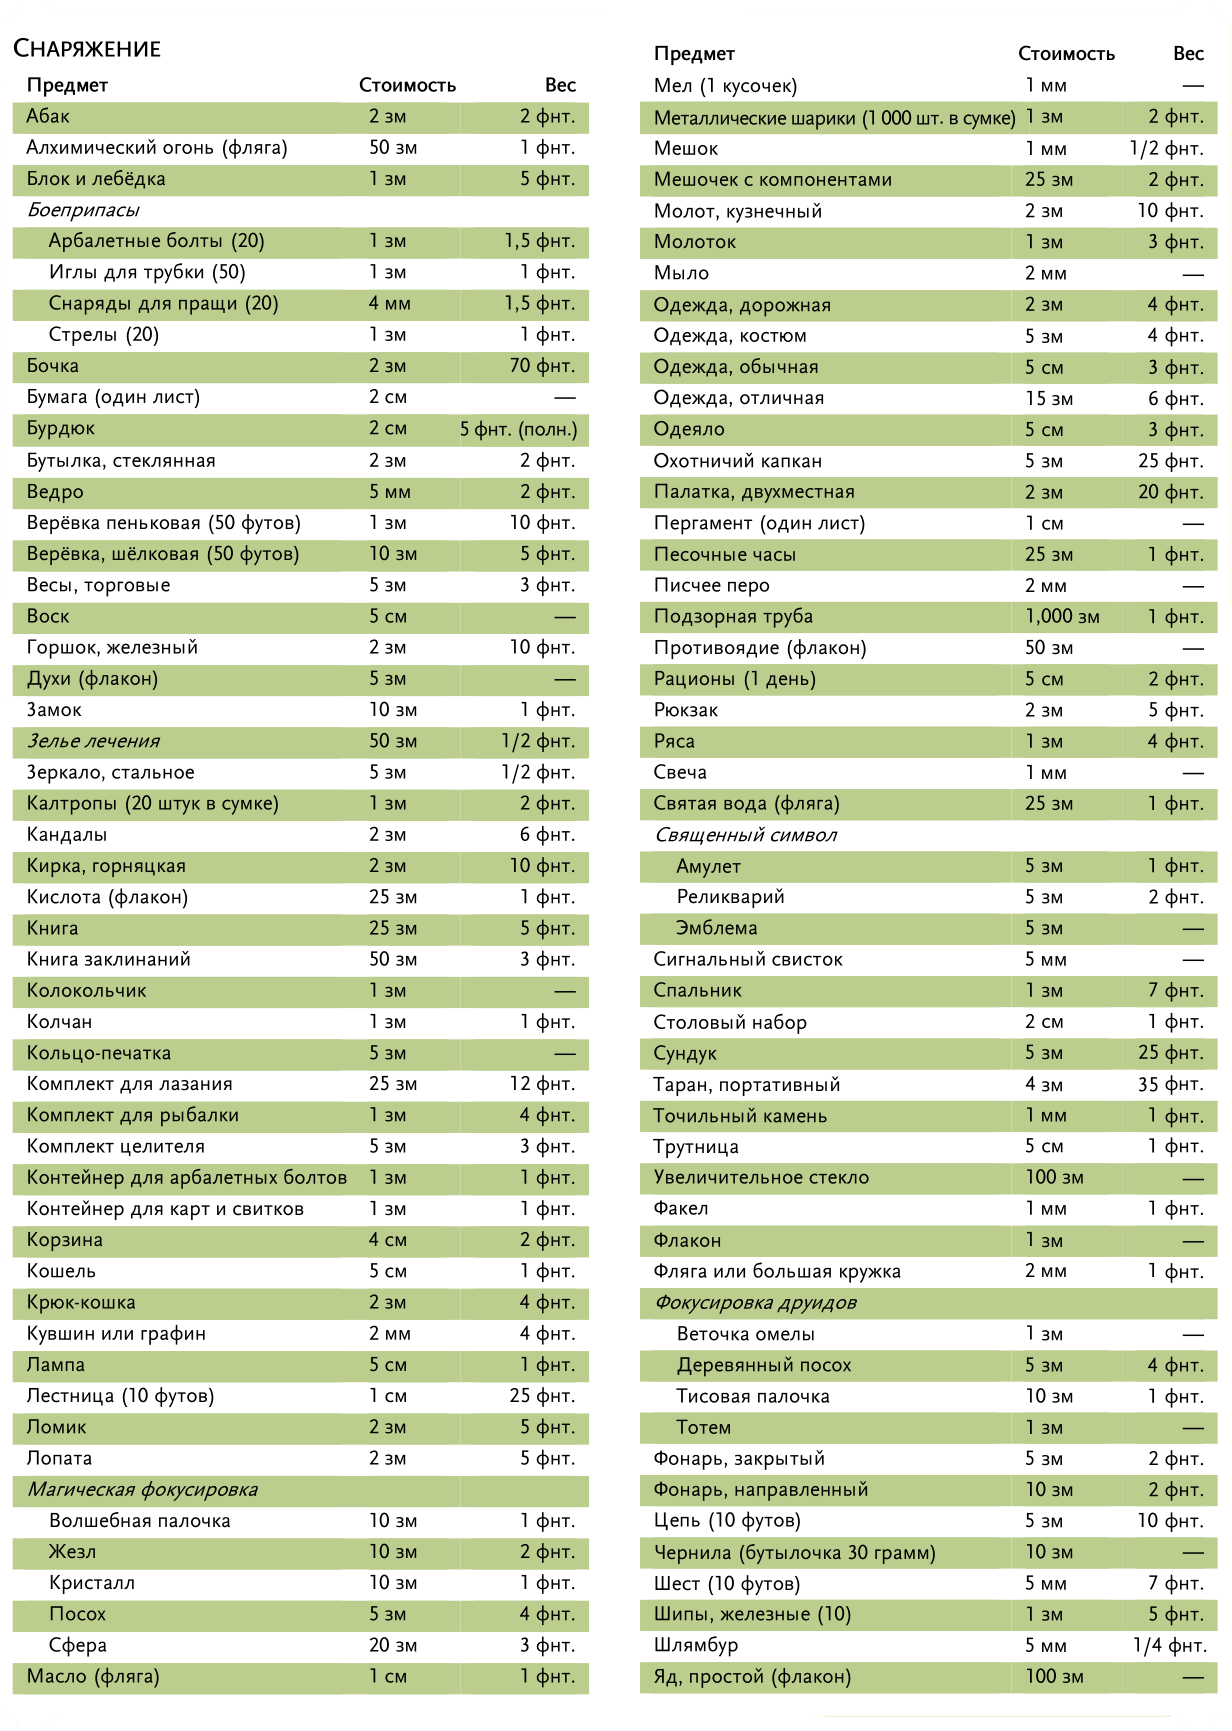 Снаряжение
Предмет Стоимость Вес
Абак 2 зм 2 фнт.
Алхимический огонь (фляга) 50 зм 1 фнт.
Блок и лебёдка 1 зм 5 фнт.
Боеприпасы
Арбалетные болты (20) 1 зм 1,5 фнт.
Иглы для трубки (50) 1 зм 1 фнт.
Снаряды для пращи (20) 4 мм 1,5 фнт.
Стрелы (20) 1 зм 1 фнт.
Бочка 2 зм 70 фнт.
Бумага (один лист) 2 см —
Бурдюк 2 см 5 фнт. (полн.)
Бутылка, стеклянная 2 зм 2 фнт.
Ведро 5 мм 2 фнт.
Верёвка пеньковая (50 футов) 1 зм 10 фнт.
Верёвка, шёлковая (50 футов) 10 зм 5 фнт.
Весы, торговые 5 зм 3 фнт.
Воск 5 см —
Горшок, железный 2 зм 10 фнт.
Духи (флакон) 5 зм —
Замок 10 зм 1 фнт.
Зелье лечения 50 зм 1/2 фнт.
Зеркало, стальное 5 зм 1/2 фнт.
Калтропы (20 штук в сумке) 1 зм 2 фнт.
Кандалы 2 зм 6 фнт.
Кирка, горняцкая 2 зм 10 фнт.
Кислота (флакон) 25 зм 1 фнт.
Книга 25 зм 5 фнт.
Книга заклинаний 50 зм 3 фнт.
Колокольчик 1 зм —
Колчан 1 зм 1 фнт.
Кольцо-печатка 5 зм —
Комплект для лазания 25 зм 12 фнт.
Комплект для рыбалки 1 зм 4 фнт.
Комплект целителя 5 зм 3 фнт.
Контейнер для арбалетных болтов 1 зм 1 фнт.
Контейнер для карт и свитков 1 зм 1 фнт.
Корзина 4 см 2 фнт.
Кошель 5 см 1 фнт.
Крюк-кошка 2 зм 4 фнт.
Кувшин или графин 2 мм 4 фнт.
Лампа 5 см 1 фнт.
Лестница (10 футов) 1 см 25 фнт.
Ломик 2 зм 5 фнт.
Лопата 2 зм 5 фнт.
Магическая фокусировка
Волшебная палочка 10 зм 1 фнт.
Жезл 10 зм 2 фнт.
Кристалл 10 зм 1 фнт.
Посох 5 зм 4 фнт.
Сфера 20 зм 3 фнт.
Масло (фляга) 1 см 1 фнт.
Предмет Стоимость Вес
Мел (1 кусочек) 1 мм —
Металлические шарики (1 000 шт. в сумке) 1 зм 2 фнт.
Мешок 1 мм 1/2 фнт.
Мешочек с компонентами 25 зм 2 фнт.
Молот, кузнечный 2 зм 10 фнт.
Молоток 1 зм 3 фнт.
Мыло 2 мм —
Одежда, дорожная 2 зм 4 фнт.
Одежда, костюм 5 зм 4 фнт.
Одежда, обычная 5 см 3 фнт.
Одежда, отличная 15 зм 6 фнт.
Одеяло 5 см 3 фнт.
Охотничий капкан 5 зм 25 фнт.
Палатка, двухместная 2 зм 20 фнт.
Пергамент (один лист) 1 см —
Песочные часы 25 зм 1 фнт.
Писчее перо 2 мм —
Подзорная труба 1,000 зм 1 фнт.
Противоядие (флакон) 50 зм —
Рационы (1 день) 5 см 2 фнт.
Рюкзак 2 зм 5 фнт.
Ряса 1 зм 4 фнт.
Свеча 1 мм —
Святая вода (фляга) 25 зм 1 фнт.
Священный символ
Амулет 5 зм 1 фнт.
Реликварий 5 зм 2 фнт.
Эмблема 5 зм —
Сигнальный свисток 5 мм —
Спальник 1 зм 7 фнт.
Столовый набор 2 см 1 фнт.
Сундук 5 зм 25 фнт.
Таран, портативный 4 зм 35 фнт.
Точильный камень 1 мм 1 фнт.
Трутница 5 см 1 фнт.
Увеличительное стекло 100 зм —
Факел 1 мм 1 фнт.
Флакон 1 зм —
Фляга или большая кружка 2 мм 1 фнт.
Фокусировка друидов
Веточка омелы 1 зм —
Деревянный посох 5 зм 4 фнт.
Тисовая палочка 10 зм 1 фнт.
Тотем 1 зм —
Фонарь, закрытый 5 зм 2 фнт.
Фонарь, направленный 10 зм 2 фнт.
Цепь (10 футов) 5 зм 10 фнт.
Чернила (бутылочка 30 грамм) 10 зм —
Шест (10 футов) 5 мм 7 фнт.
Шипы, железные (10) 1 зм 5 фнт.
Шлямбур 5 мм 1/4 фнт.
Яд, простой (флакон) 100 зм —